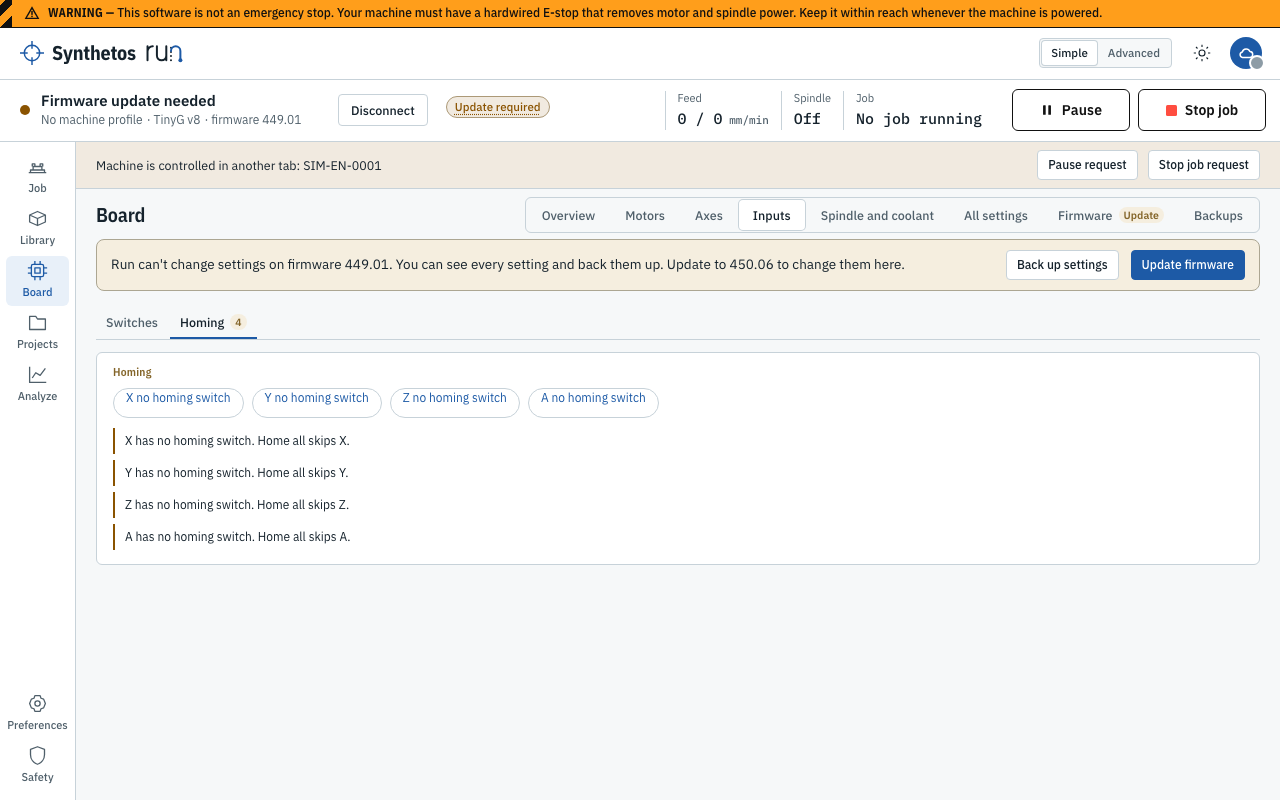 WARNING — This software is not an emergency stop. Your machine must have a hardwired E-stop that removes motor and spindle power. Keep it within reach whenever the machine is powered.
Synthetos run
Simple
Advanced
Firmware update needed
No machine profile · TinyG v8 · firmware 449.01
Disconnect
Update required
Feed
0 / 0 mm/min
Spindle
Off
Job
No job running
Pause
Stop job
Machine is controlled in another tab: SIM-EN-0001
Pause request
Stop job request
Job
Library
Board
Projects
Analyze
Preferences
Safety
Board
Overview
Motors
Axes
Inputs
Spindle and coolant
All settings
Firmware Update
Backups
Run can't change settings on firmware 449.01. You can see every setting and back them up. Update to 450.06 to change them here.
Back up settings
Update firmware
Switches
Homing 4
Homing
X no homing switch
Y no homing switch
Z no homing switch
A no homing switch
X has no homing switch. Home all skips X.
Y has no homing switch. Home all skips Y.
Z has no homing switch. Home all skips Z.
A has no homing switch. Home all skips A.